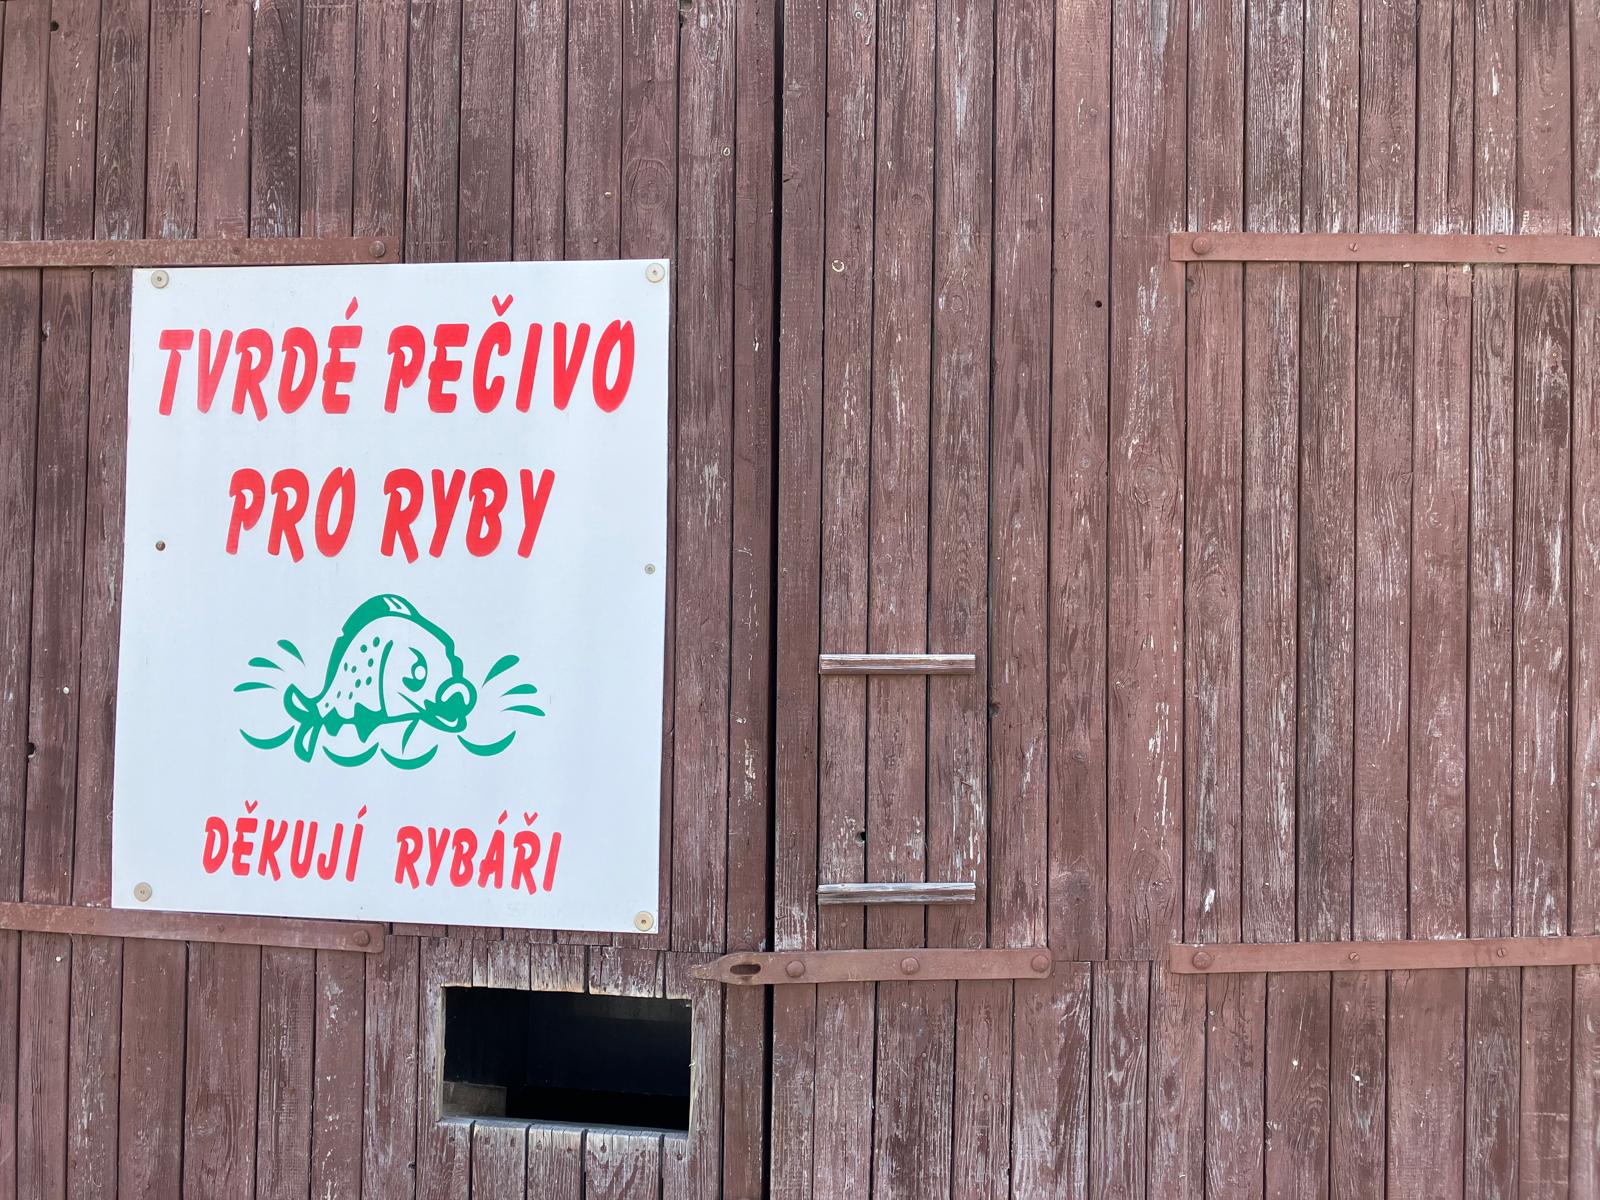 TVRDÉ PEČIVO
PRO RYBY
DĚKUJÍ RYBÁŘI